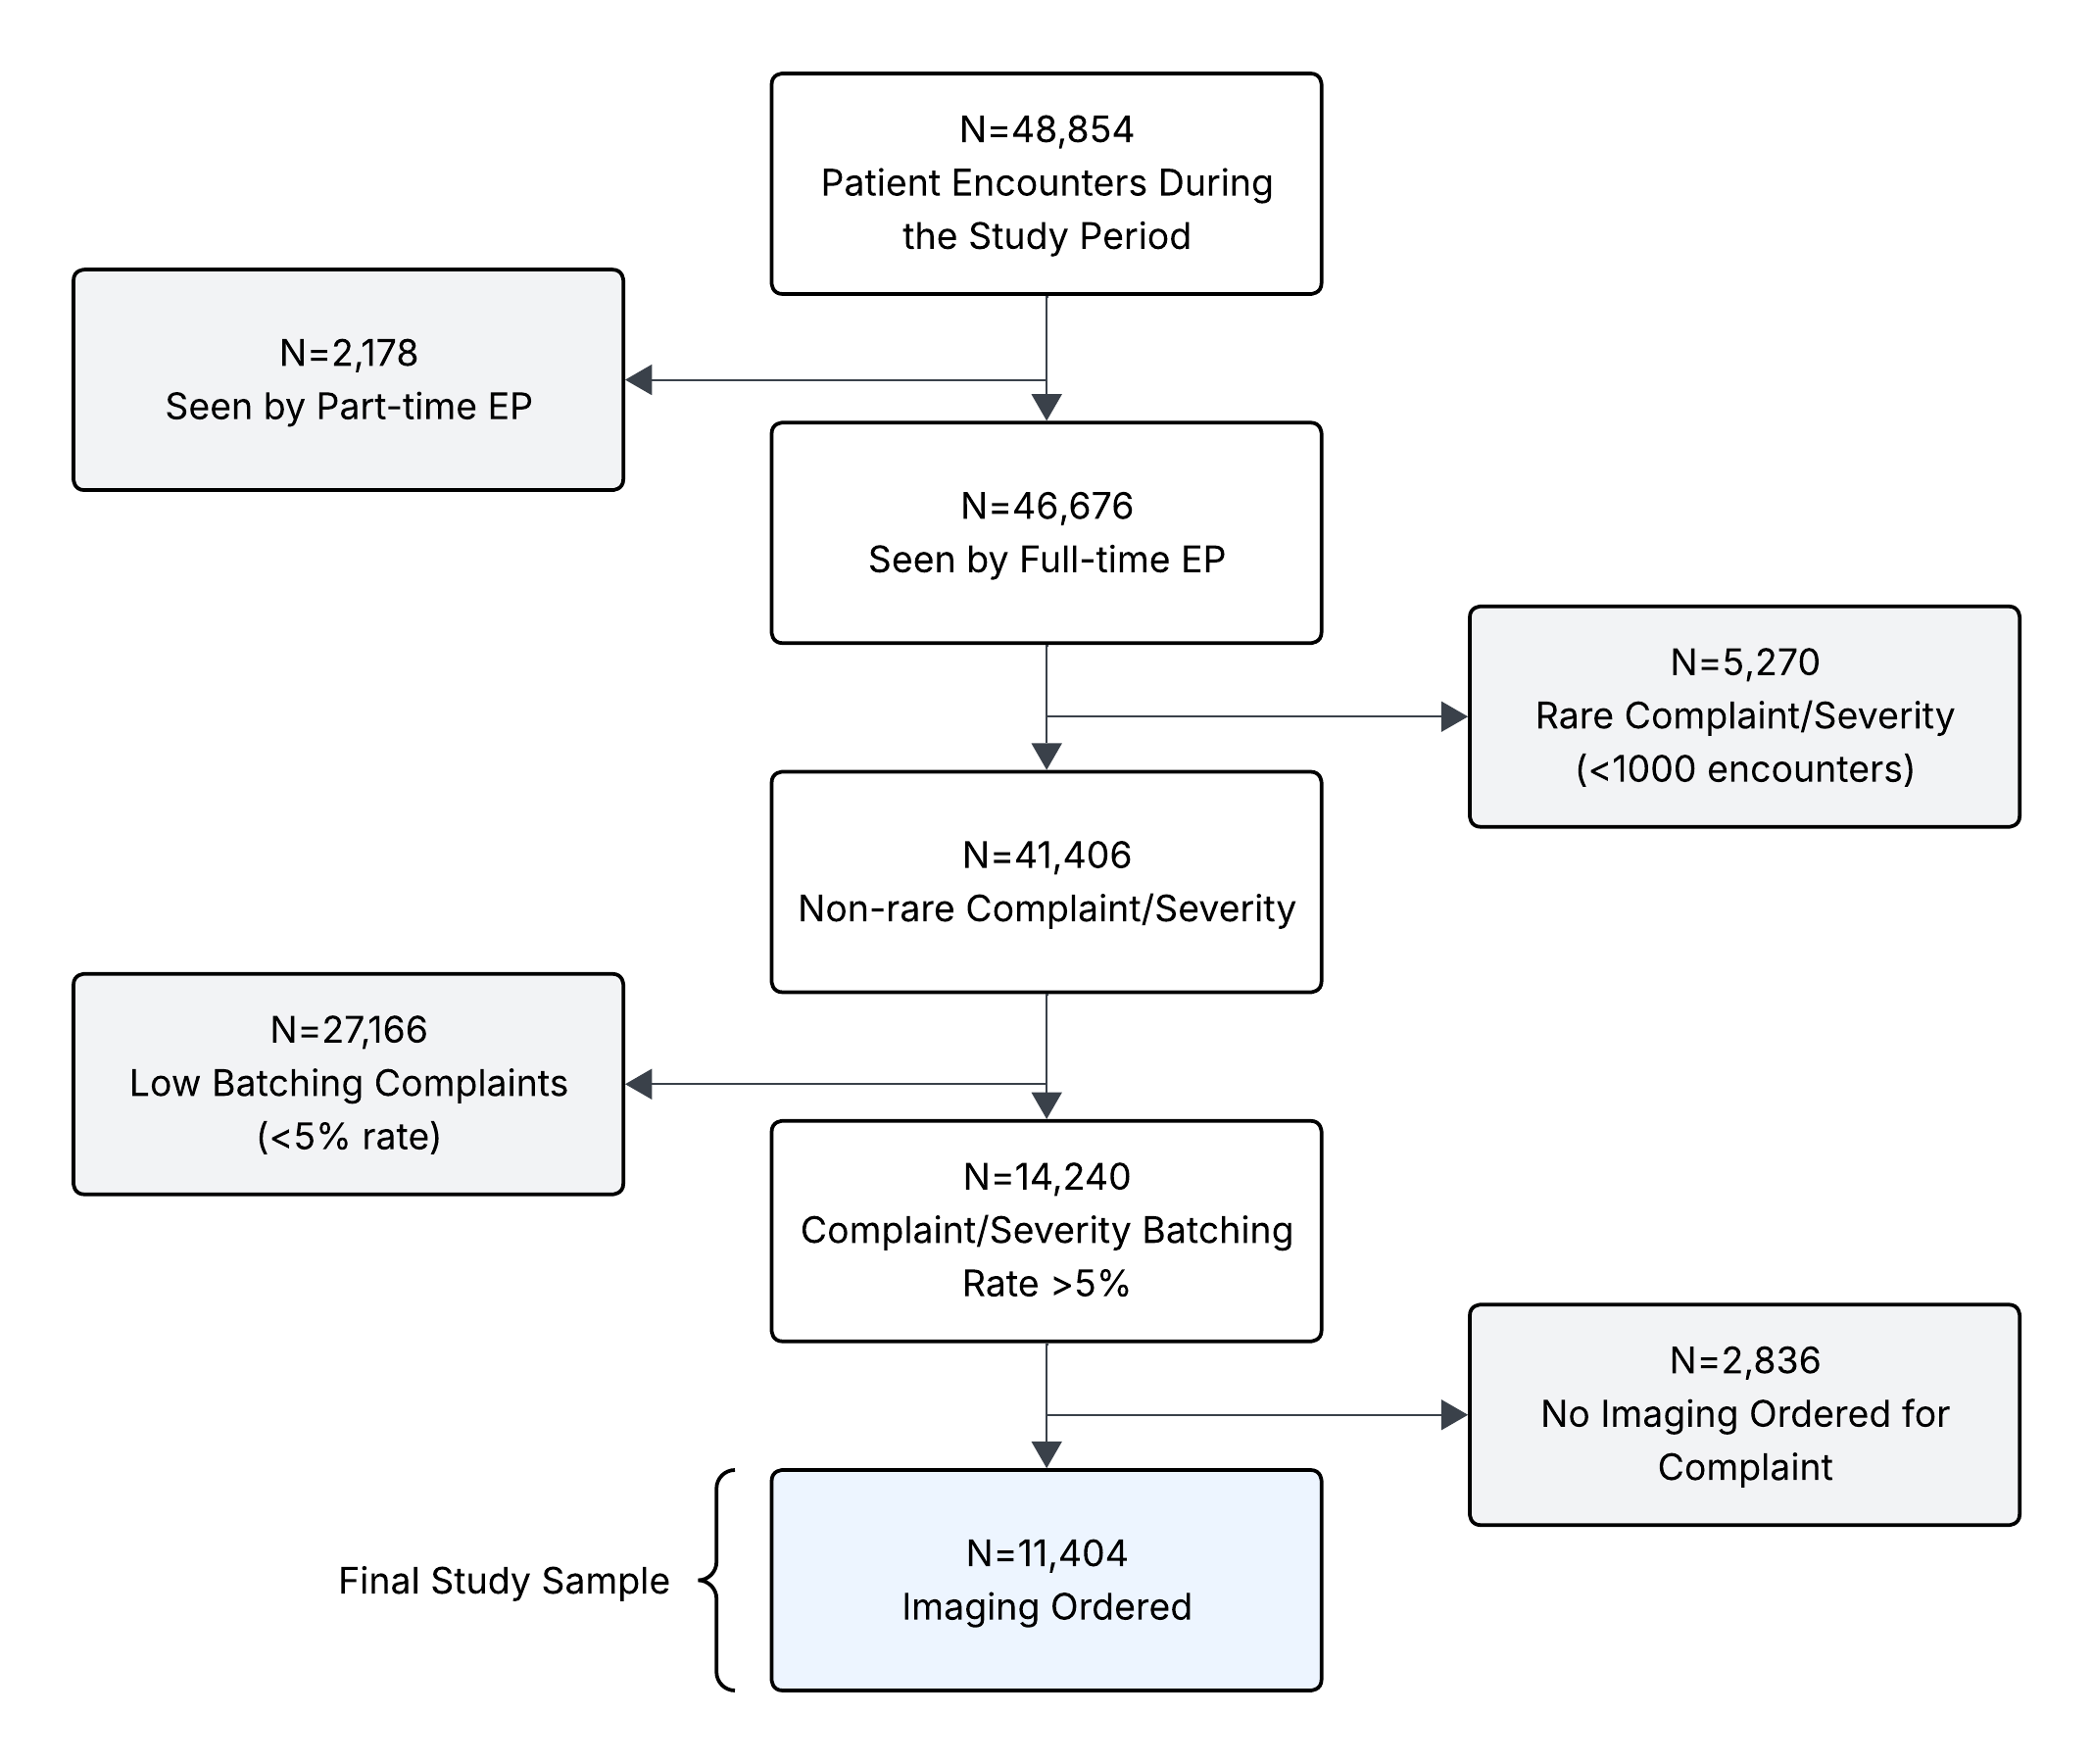 N=48,854
Patient Encounters During
the Study Period
N=2,178
Seen by Part-time EP
N=46,676
Seen by Full-time EP
N=5,270
Rare Complaint/Severity
(<1000 encounters)
N=41,406
Non-rare Complaint/Severity
N=27,166
Low Batching Complaints
(<5% rate)
N=14,240
Complaint/Severity Batching
Rate >5%
N=2,836
No Imaging Ordered for
Complaint
Final Study Sample
N=11,404
Imaging Ordered